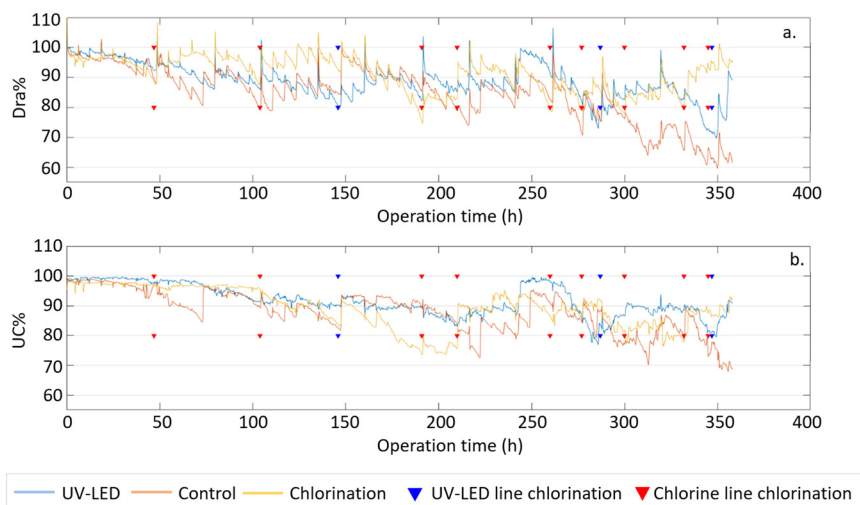 110
100
90
80
70
60
Dra%
a.
0
50
100
150
200
250
300
350
400
Operation time (h)
110
100
90
80
70
60
UC%
b.
0
50
100
150
200
250
300
350
400
Operation time (h)
UV-LED
Control
Chlorination
UV-LED line chlorination
Chlorine line chlorination